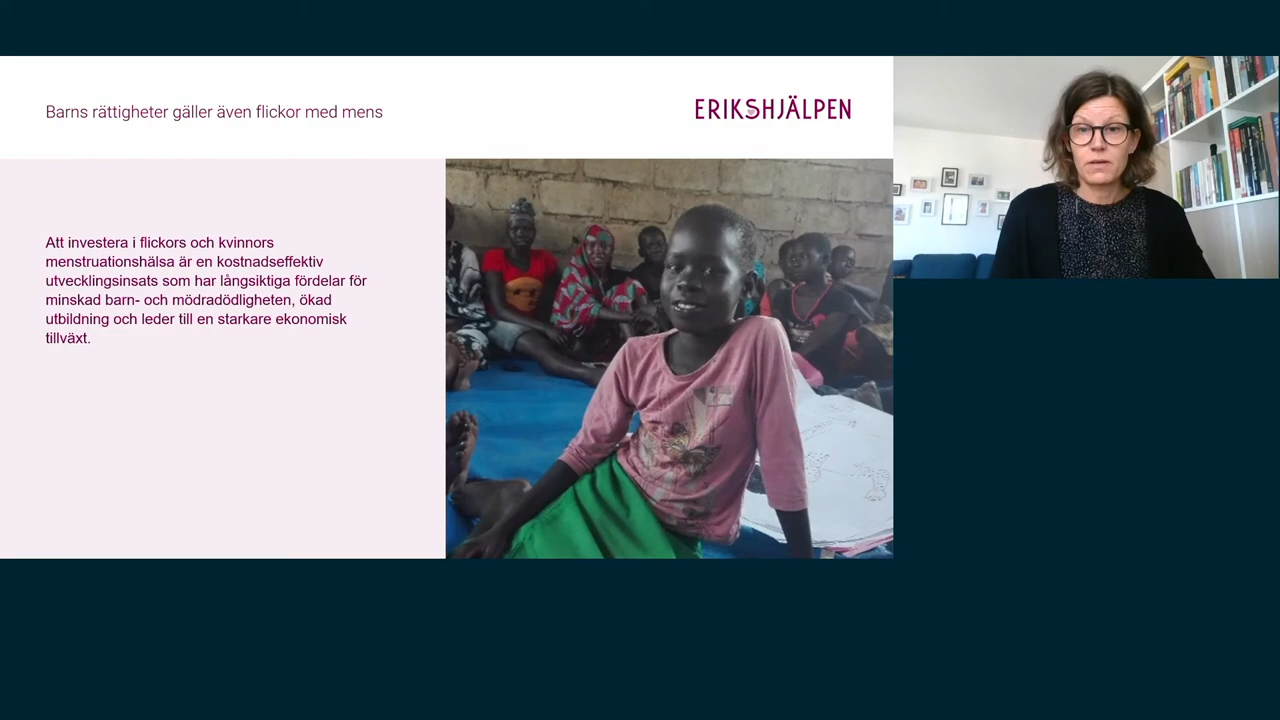 Barns rättigheter gäller även flickor med mens
ERIKSHJÄLPEN
Att investera i flickors och kvinnors
menstruationshälsa är en kostnadseffektiv
utvecklingsinsats som har långsiktiga fördelar för
minskad barn- och mödradödligheten, ökad
utbildning och leder till en starkare ekonomisk
tillväxt.